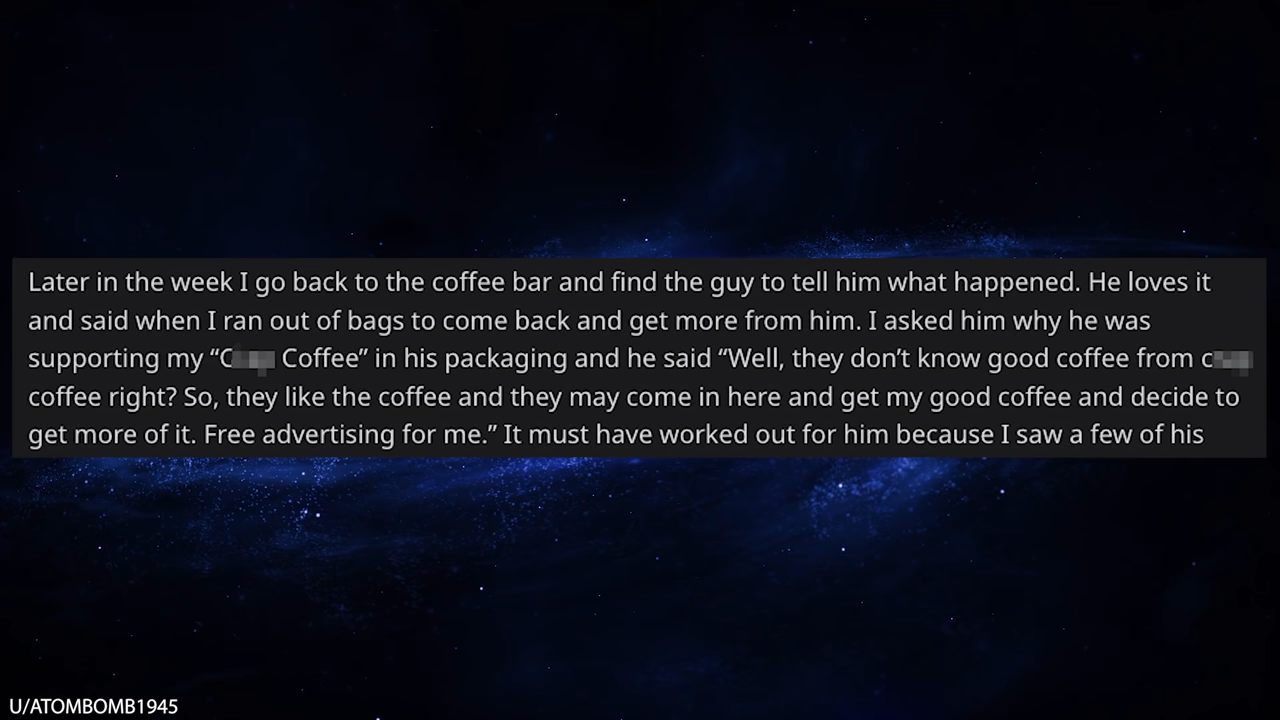 Later in the week I go back to the coffee bar and find the guy to tell him what happened. He loves it
and said when I ran out of bags to come back and get more from him. I asked him why he was
supporting my “ Coffee” in his packaging and he said “Well, they don’t know good coffee from
coffee right? So, they like the coffee and they may come in here and get my good coffee and decide to
get more of it. Free advertising for me.” It must have worked out for him because I saw a few of his
U/ATOMBOMB1945